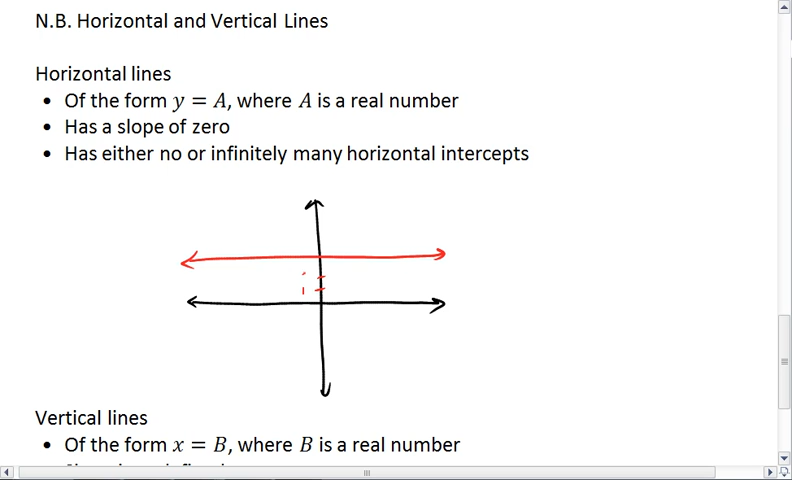 N.B. Horizontal and Vertical Lines
Horizontal lines
• Of the form y = A, where A is a real number
• Has a slope of zero
• Has either no or infinitely many horizontal intercepts
Vertical lines
• Of the form x = B, where B is a real number